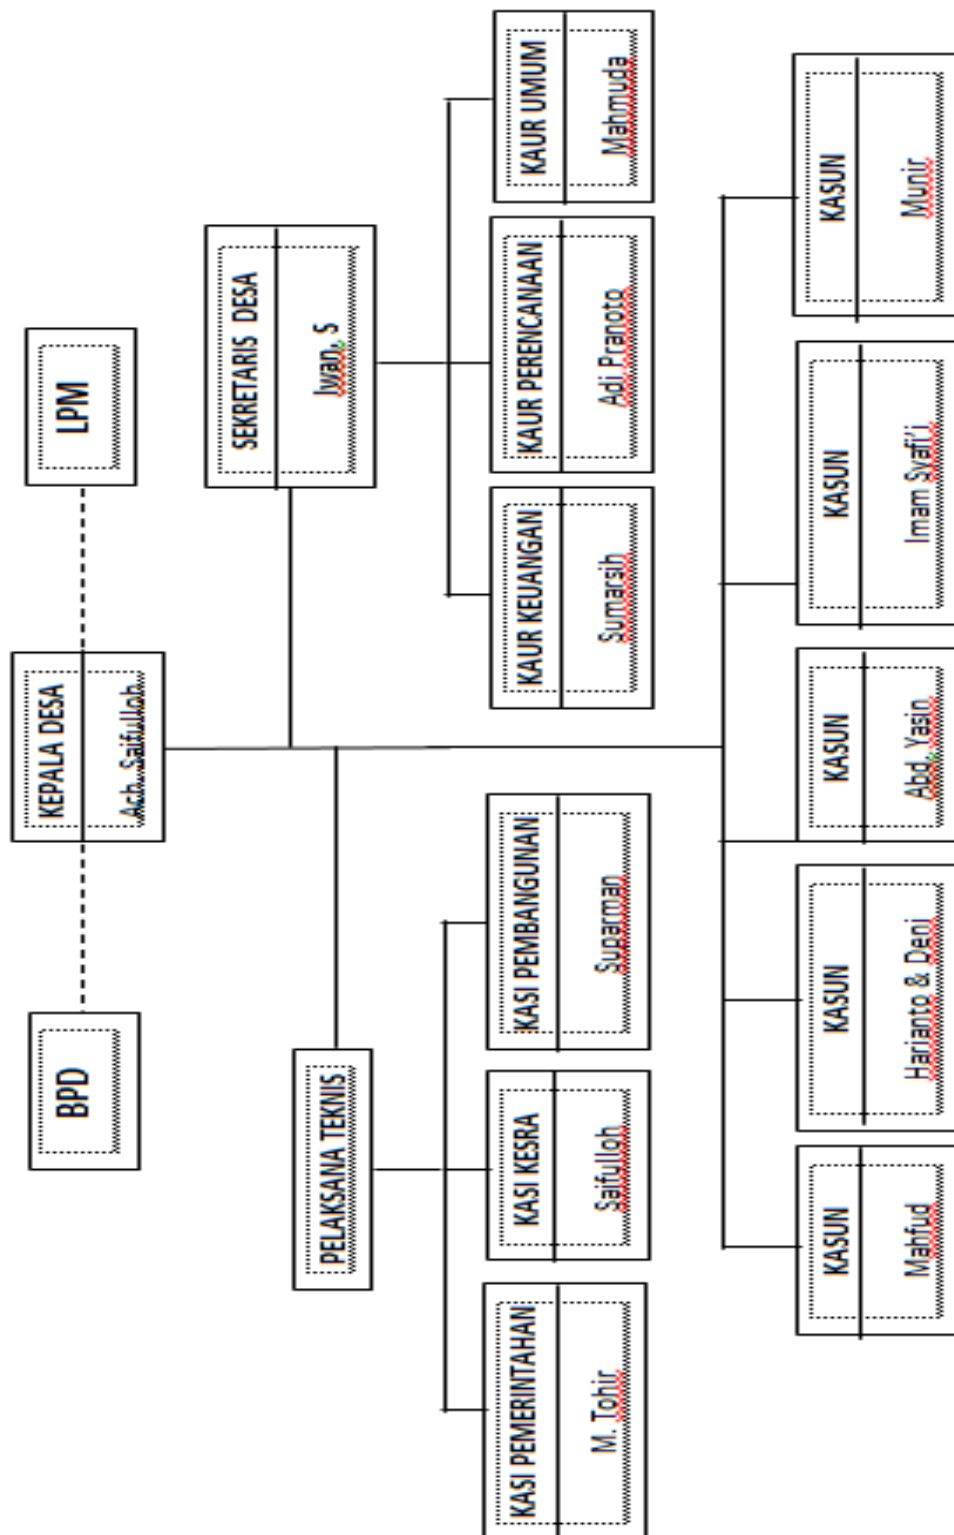 BPD
KEPALA DESA
Ach. Saifulloh
LPM
SEKRETARIS DESA
Iwan, S
PELAKSANA TEKNIS
KASI PEMERINTAHAN
M. Tohir
KASI KESRA
Saifulloh
KASI PEMBANGUNAN
Suparman
KAUR KEUANGAN
Sumarsih
KAUR PERENCANAAN
Adi Pranoto
KAUR UMUM
Mahmuda
KASUN
Mahfud
KASUN
Harianto & Deni
KASUN
Abd. Yasin
KASUN
Imam Syafi'i
KASUN
Munir